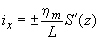 i_x = ± η_m/L S′(z)